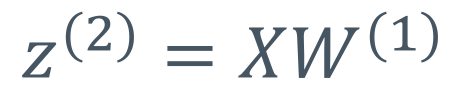 z^{(2)} = XW^{(1)}